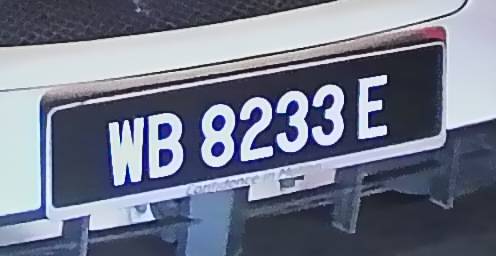 WB 8233 E
Confidence in